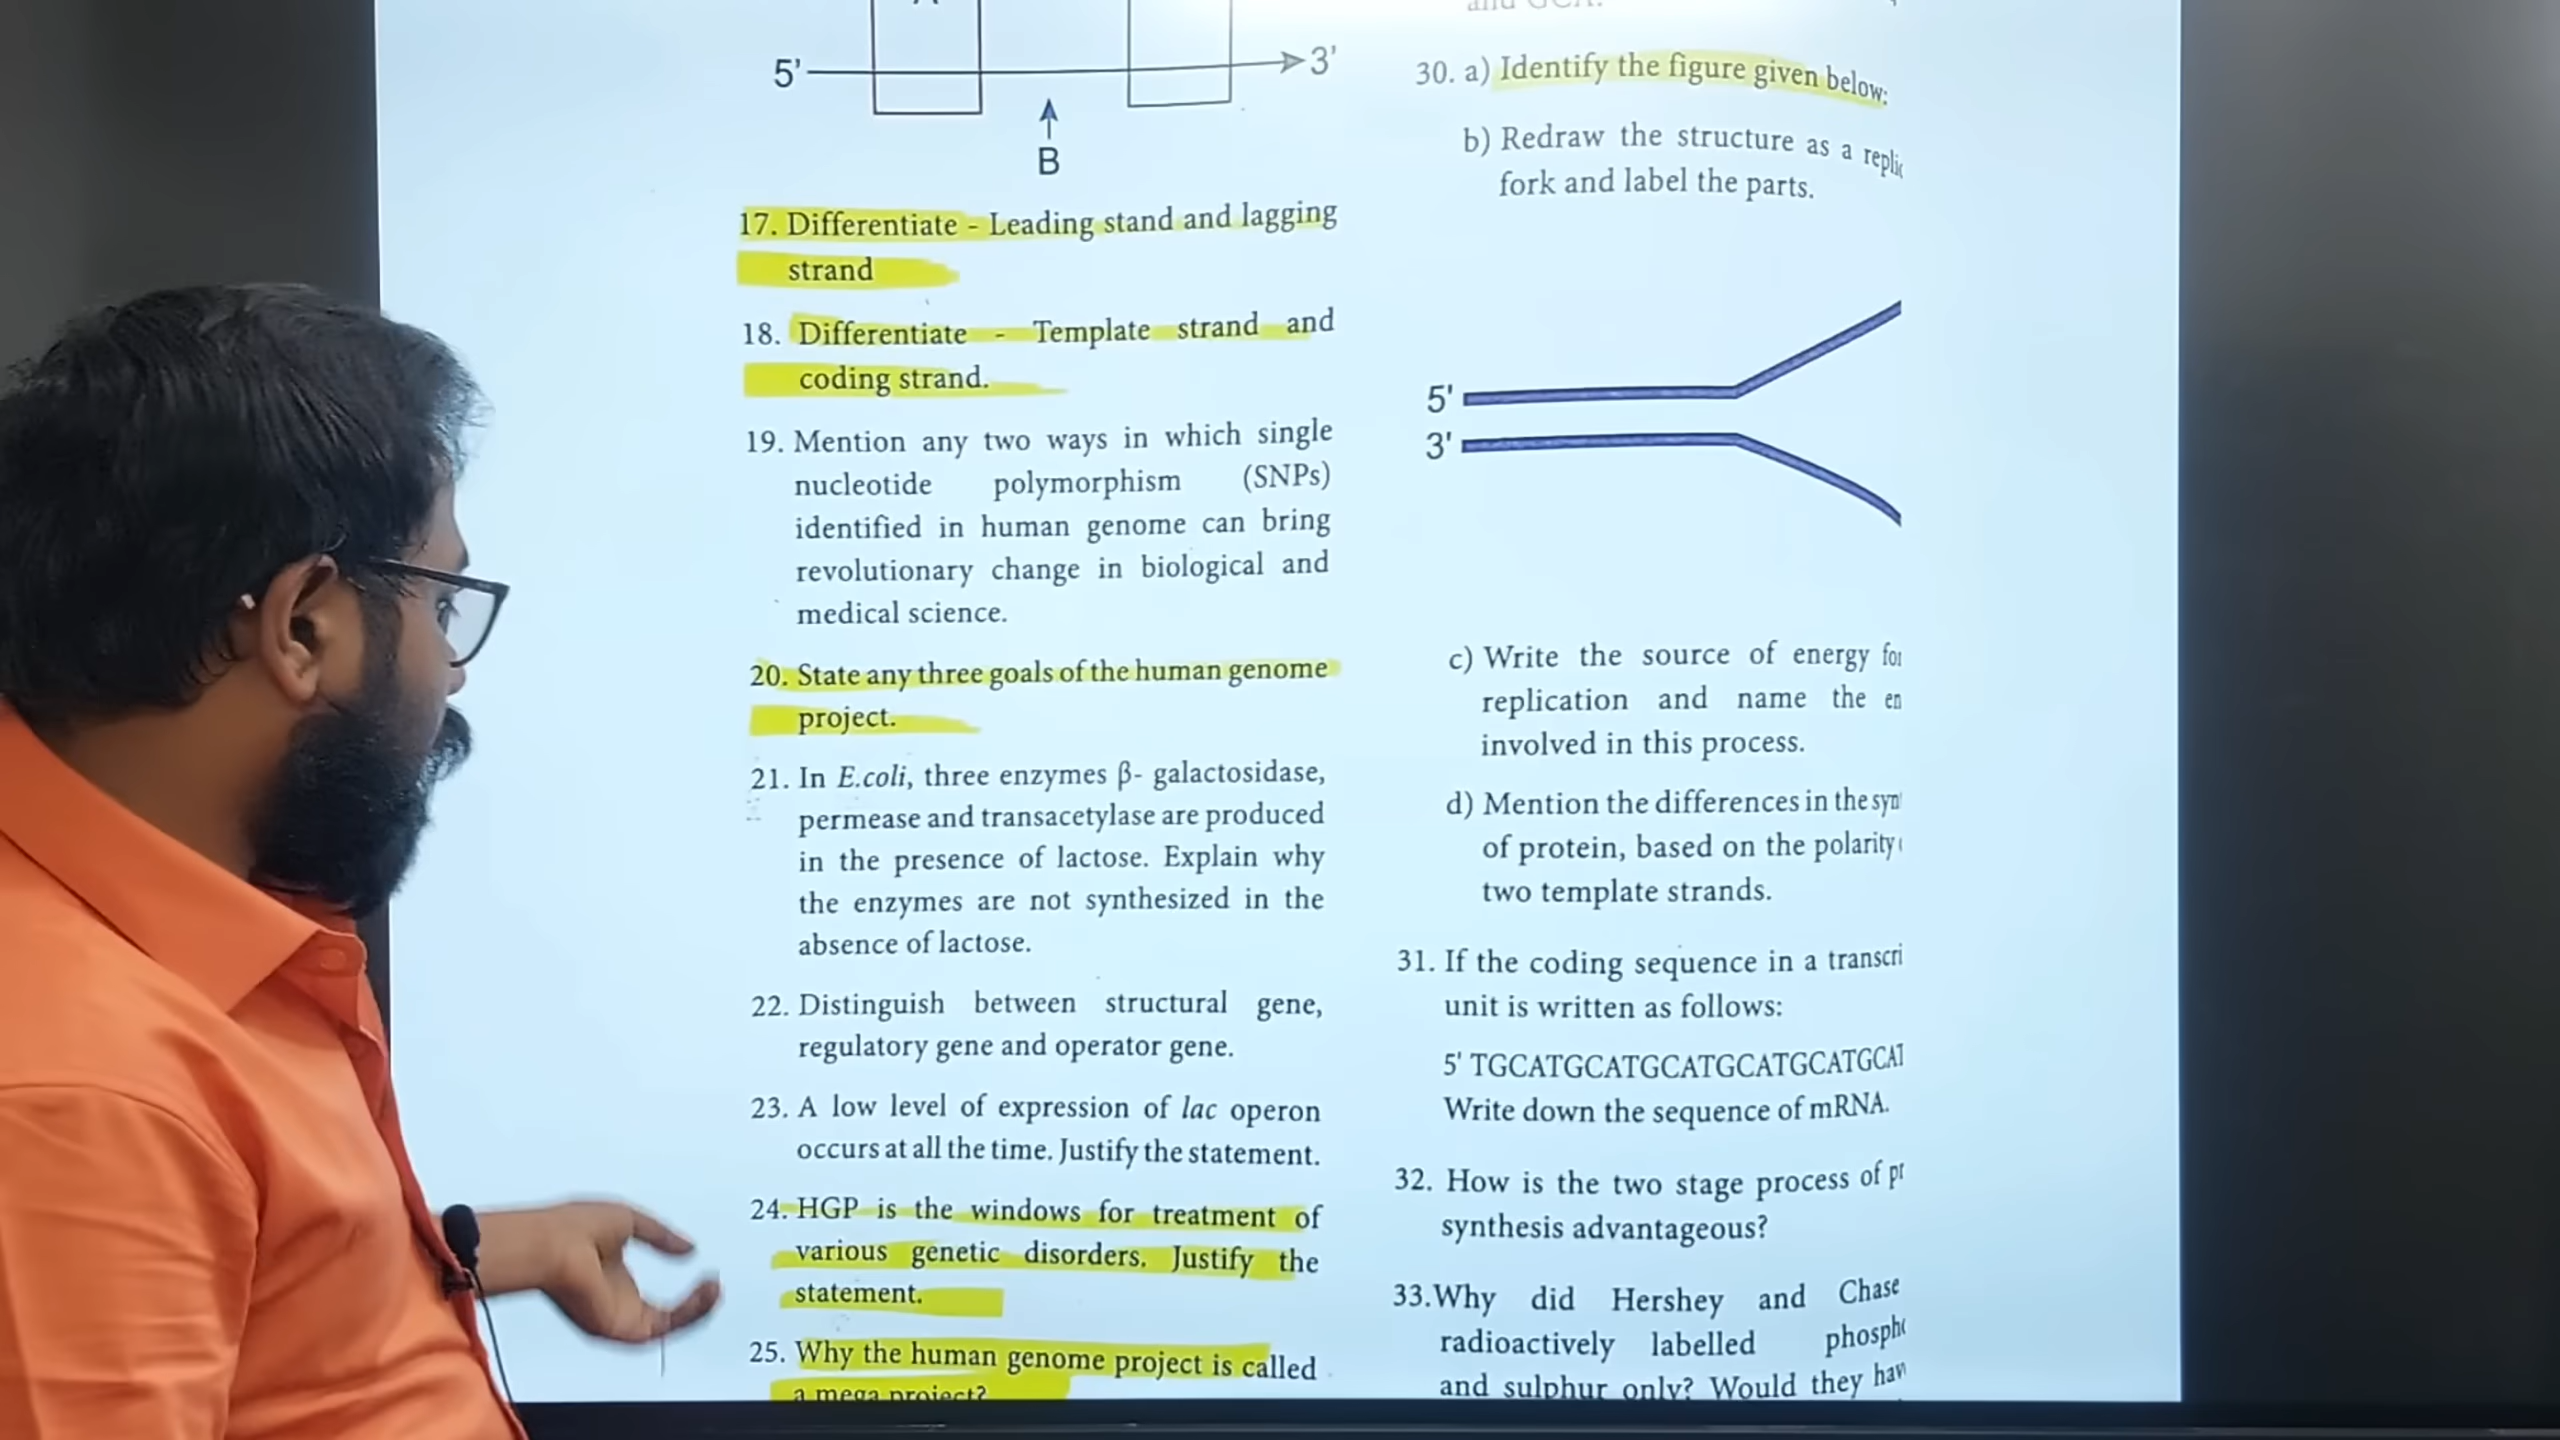 A
5' 3'
B
17. Differentiate - Leading stand and lagging
strand
18. Differentiate - Template strand and
coding strand.
19. Mention any two ways in which single
nucleotide polymorphism (SNPs)
identified in human genome can bring
revolutionary change in biological and
medical science.
20. State any three goals of the human genome
project.
21. In E.coli, three enzymes β- galactosidase,
permease and transacetylase are produced
in the presence of lactose. Explain why
the enzymes are not synthesized in the
absence of lactose.
22. Distinguish between structural gene,
regulatory gene and operator gene.
23. A low level of expression of lac operon
occurs at all the time. Justify the statement.
24. HGP is the windows for treatment of
various genetic disorders. Justify the
statement.
25. Why the human genome project is called
a mega project?
and GCA.
30. a) Identify the figure given below:
b) Redraw the structure as a
fork and label the parts.
5'
3'
c) Write the source of energy for
replication and name the
involved in this process.
d) Mention the differences in the
of protein, based on the polarity
two template strands.
31. If the coding sequence in a
unit is written as follows:
5' TGCATGCATGCATGCATGCATGCAT
Write down the sequence of mRNA.
32. How is the two stage process of
synthesis advantageous?
33.Why did Hershey and Chase
radioactively labelled
and sulphur only? Would they